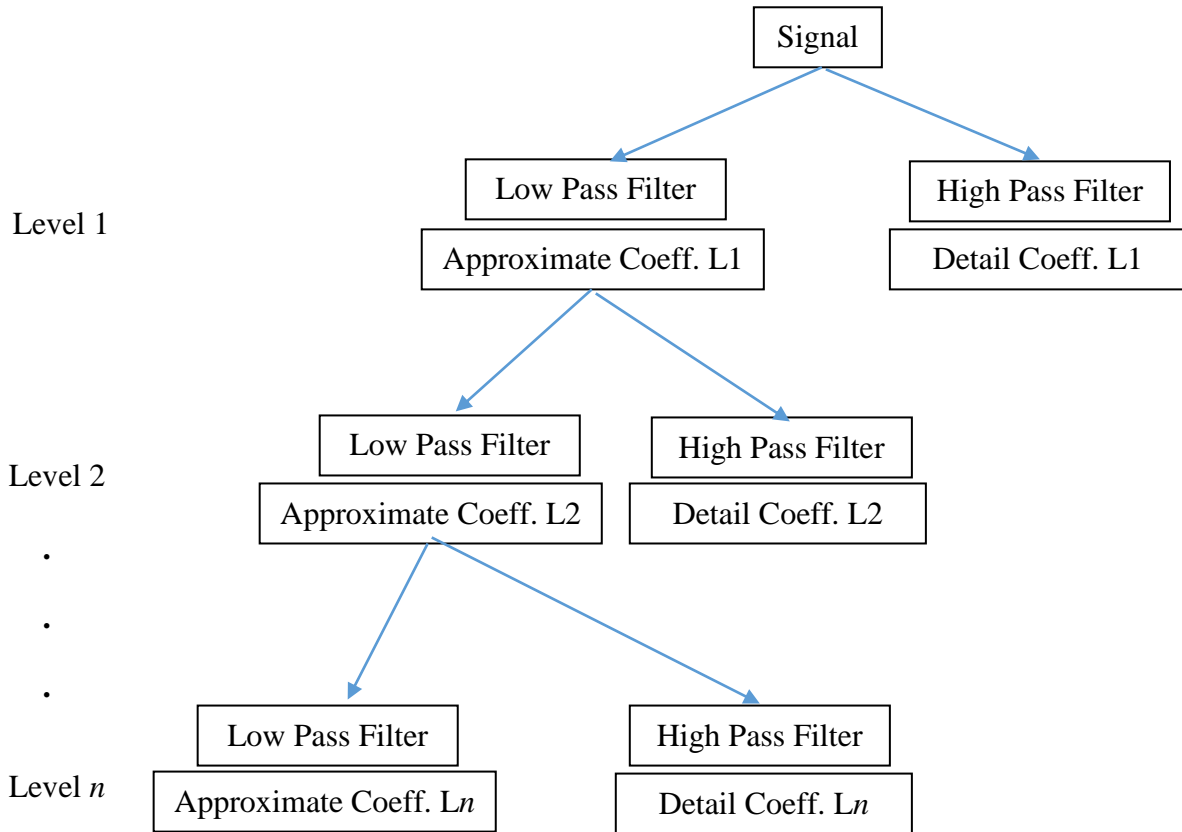 Signal
Low Pass Filter
High Pass Filter
Level 1
Approximate Coeff. L1
Detail Coeff. L1
Low Pass Filter
High Pass Filter
Level 2
Approximate Coeff. L2
Detail Coeff. L2
.
.
.
Low Pass Filter
High Pass Filter
Level n
Approximate Coeff. Ln
Detail Coeff. Ln